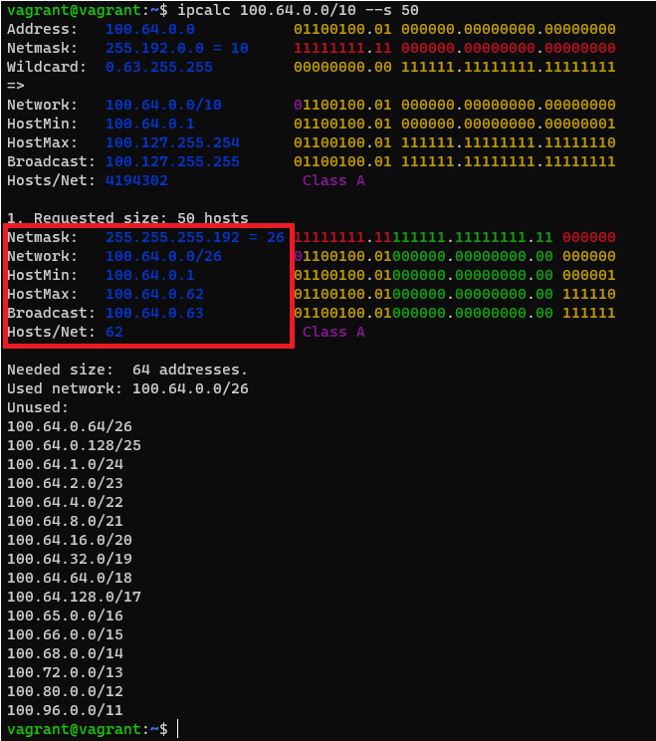 vagrant@vagrant:~$ ipcalc 100.64.0.0/10 --s 50
Address:   100.64.0.0            01100100.01 000000.00000000.00000000
Netmask:   255.192.0.0 = 10      11111111.11 000000.00000000.00000000
Wildcard:  0.63.255.255          00000000.00 111111.11111111.11111111
=>
Network:   100.64.0.0/10         01100100.01 000000.00000000.00000000
HostMin:   100.64.0.1            01100100.01 000000.00000000.00000001
HostMax:   100.127.255.254       01100100.01 111111.11111111.11111110
Broadcast: 100.127.255.255       01100100.01 111111.11111111.11111111
Hosts/Net: 4194302                Class A
1. Requested size: 50 hosts
Netmask:   255.255.255.192 = 26 11111111.11111111.11111111.11 000000
Network:   100.64.0.0/26         01100100.01000000.00000000.00 000000
HostMin:   100.64.0.1            01100100.01000000.00000000.00 000001
HostMax:   100.64.0.62           01100100.01000000.00000000.00 111110
Broadcast: 100.64.0.63           01100100.01000000.00000000.00 111111
Hosts/Net: 62                     Class A
Needed size:  64 addresses.
Used network: 100.64.0.0/26
Unused:
100.64.0.64/26
100.64.0.128/25
100.64.1.0/24
100.64.2.0/23
100.64.4.0/22
100.64.8.0/21
100.64.16.0/20
100.64.32.0/19
100.64.64.0/18
100.64.128.0/17
100.65.0.0/16
100.66.0.0/15
100.68.0.0/14
100.72.0.0/13
100.80.0.0/12
100.96.0.0/11
vagrant@vagrant:~$